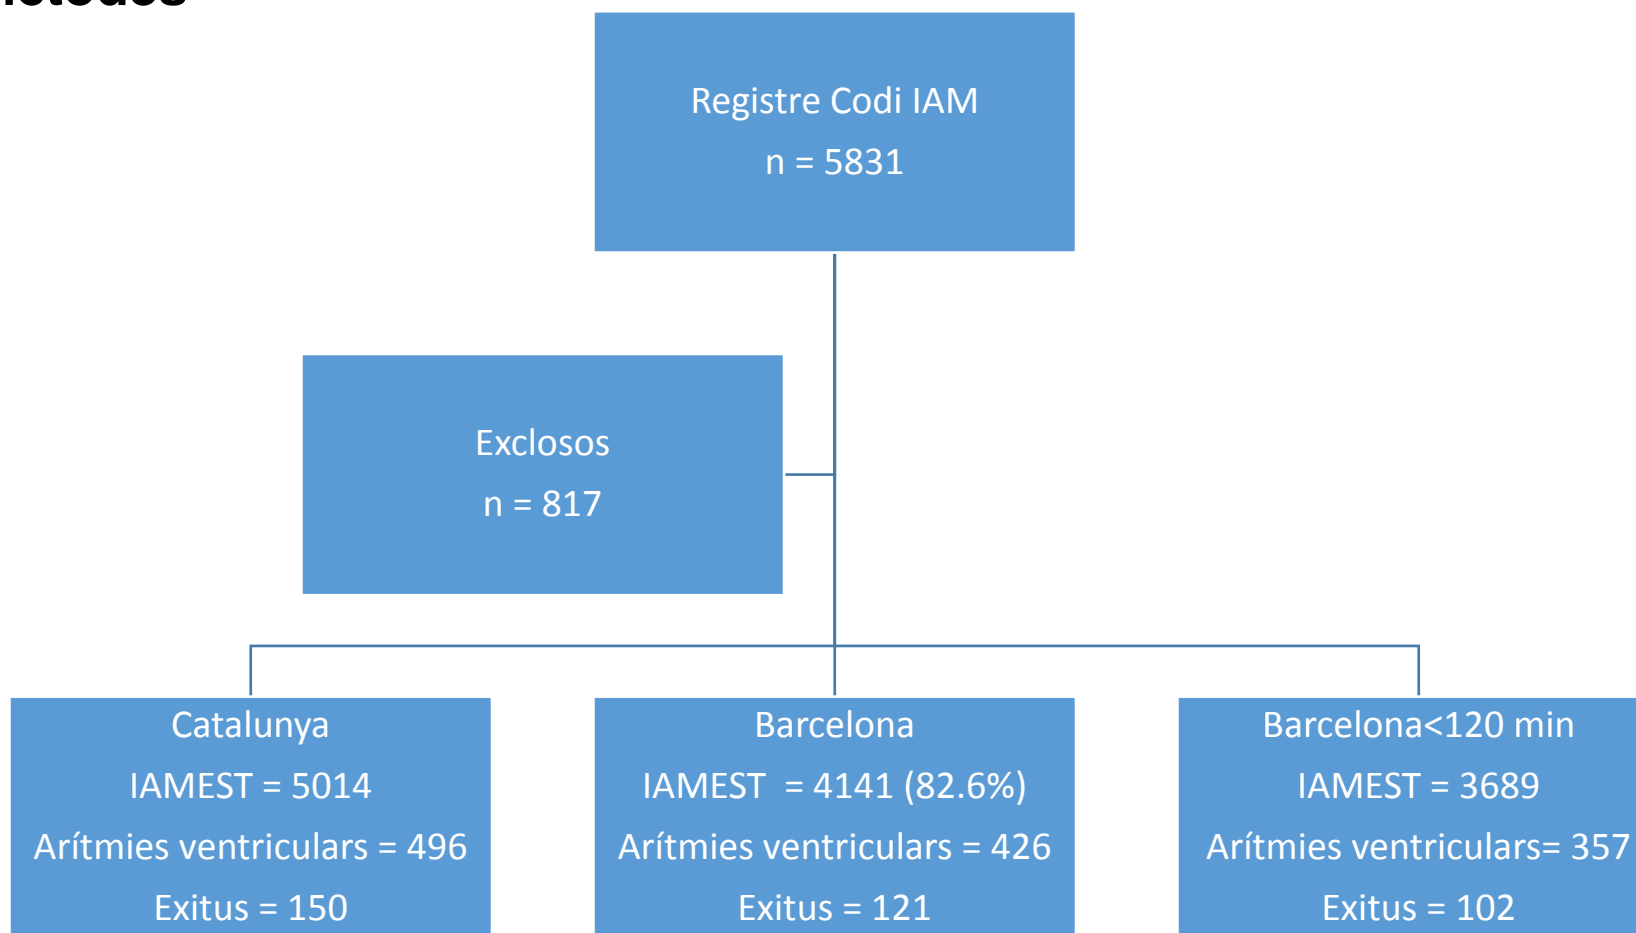 Registre Codi IAM
n = 5831
Exclosos
n = 817
Catalunya
IAMEST = 5014
Arítmies ventriculars = 496
Exitus = 150
Barcelona
IAMEST = 4141 (82.6%)
Arítmies ventriculars = 426
Exitus = 121
Barcelona<120 min
IAMEST = 3689
Arítmies ventriculars= 357
Exitus = 102